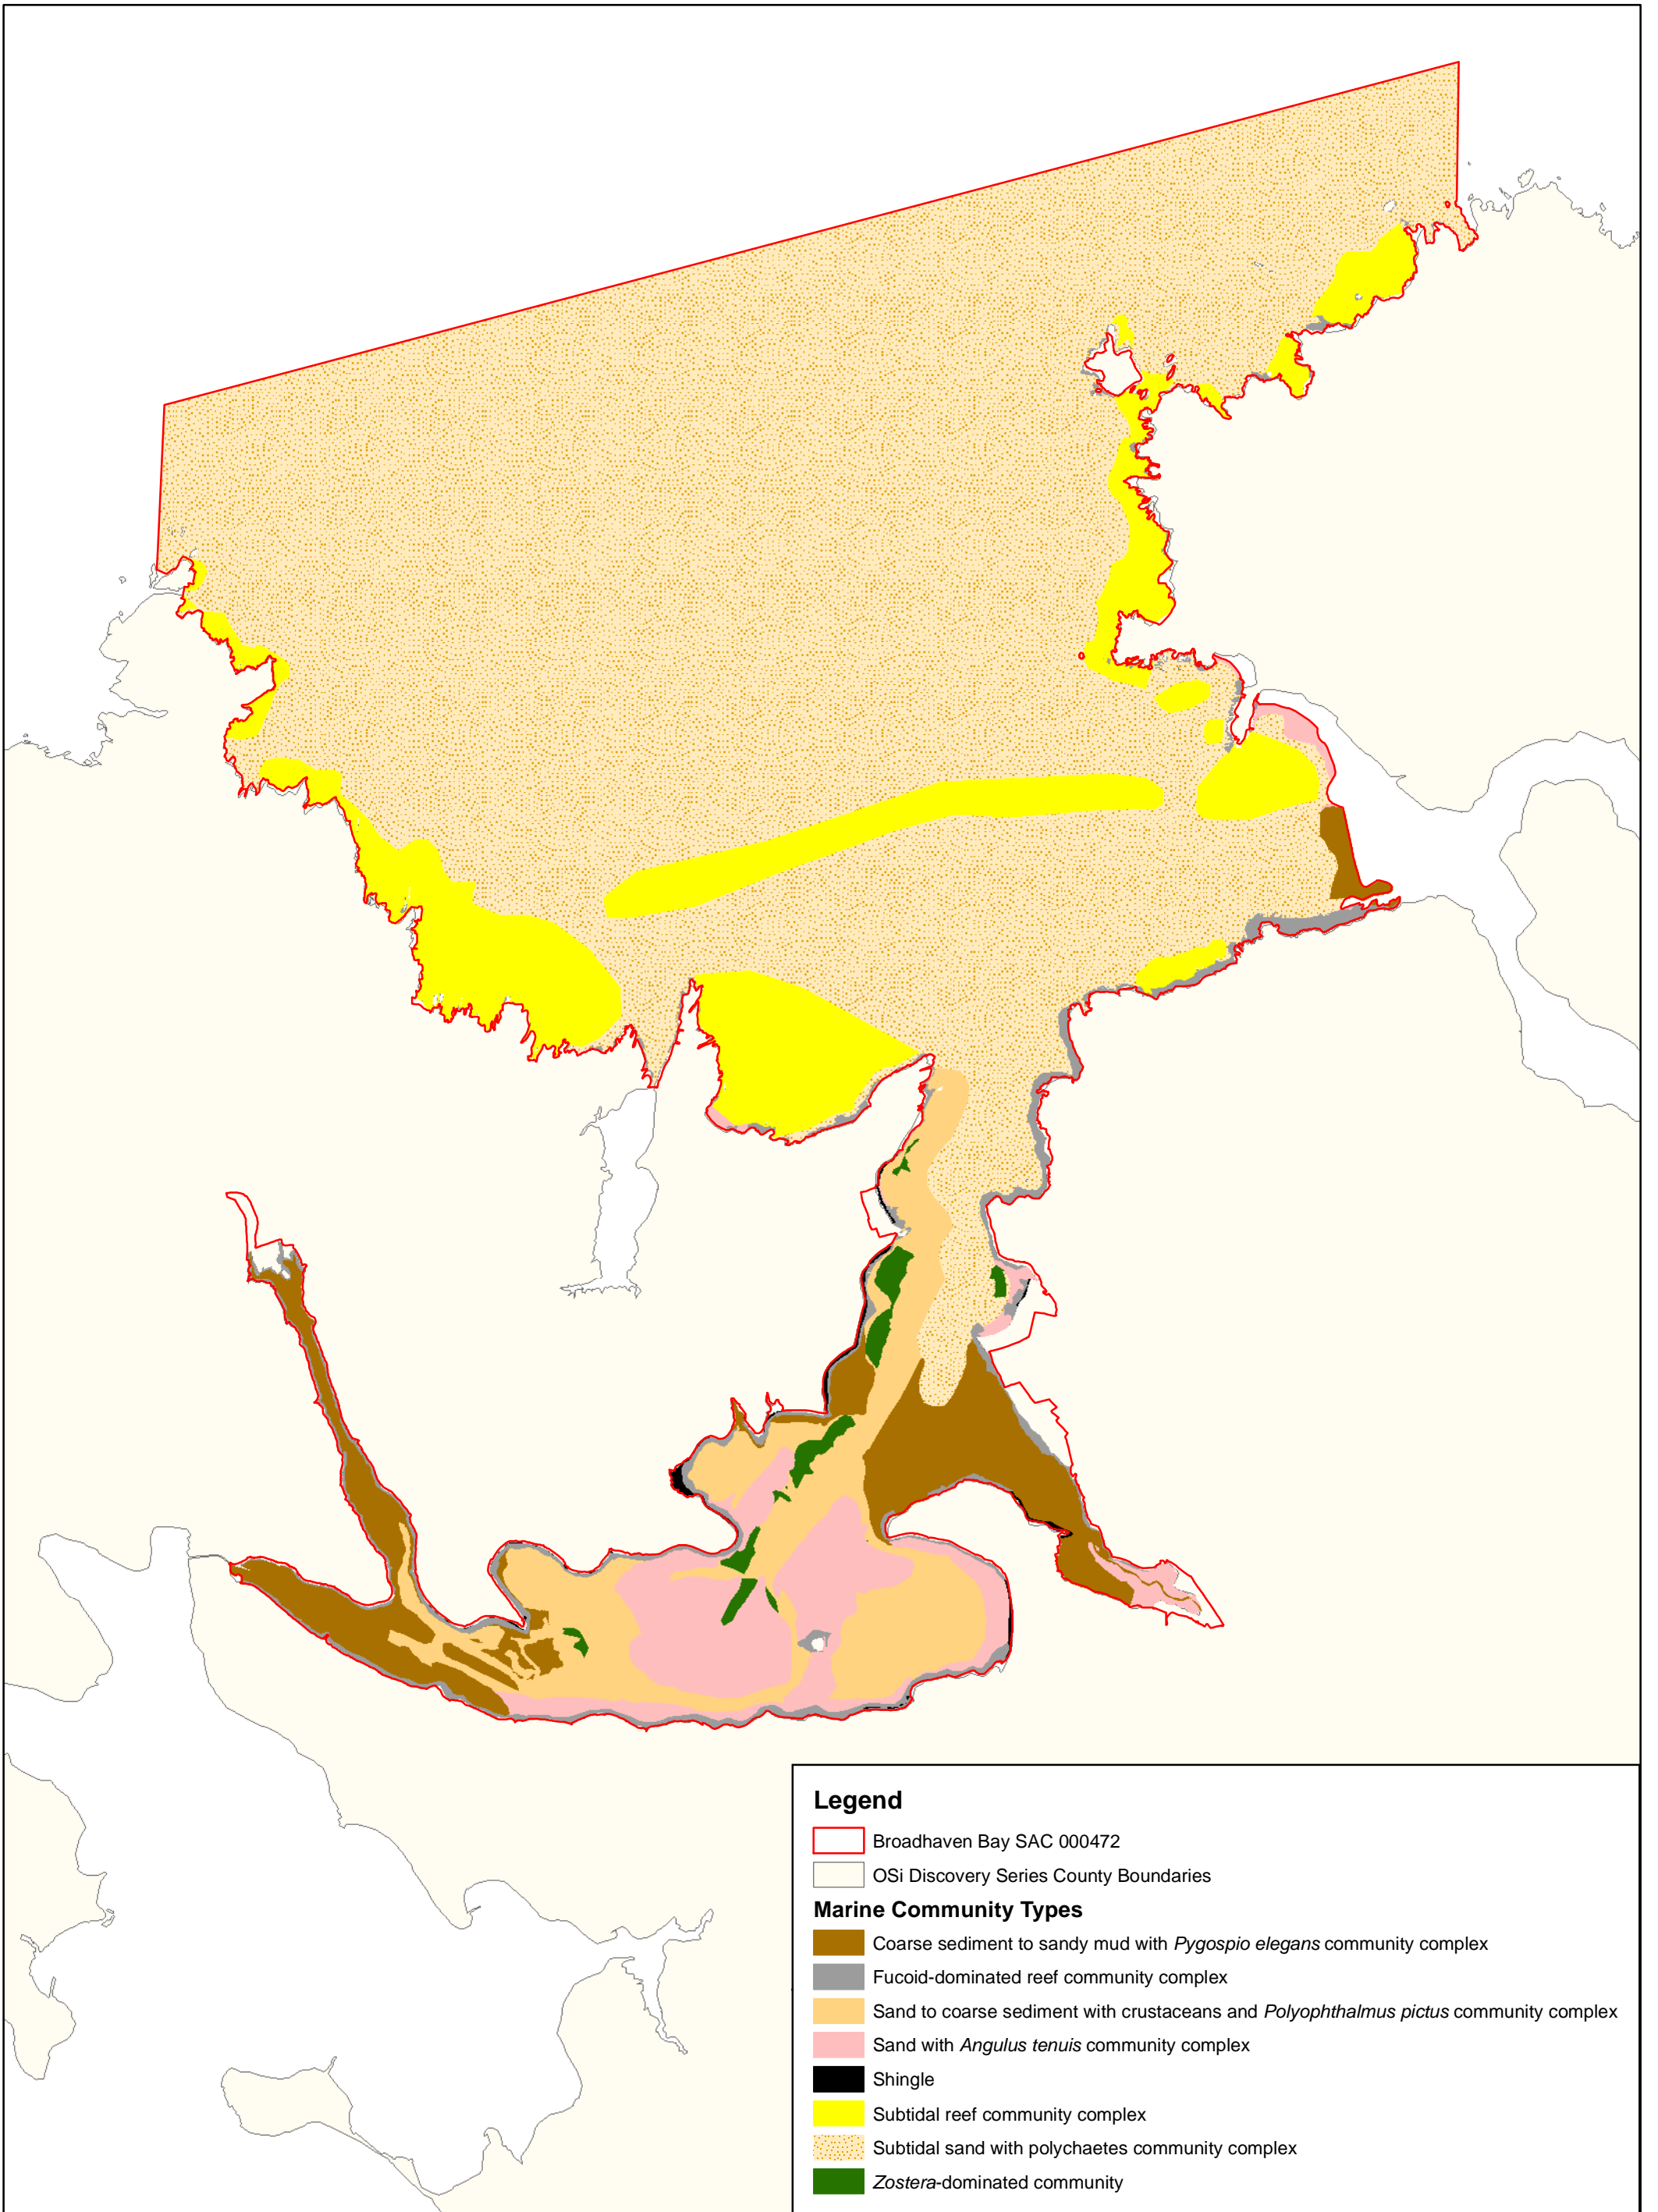 Legend
Broadhaven Bay SAC 000472
OSi Discovery Series County Boundaries
Marine Community Types
Coarse sediment to sandy mud with Pygospio elegans community complex
Fucoid-dominated reef community complex
Sand to coarse sediment with crustaceans and Polyophthalmus pictus community complex
Sand with Angulus tenuis community complex
Shingle
Subtidal reef community complex
Subtidal sand with polychaetes community complex
Zostera-dominated community